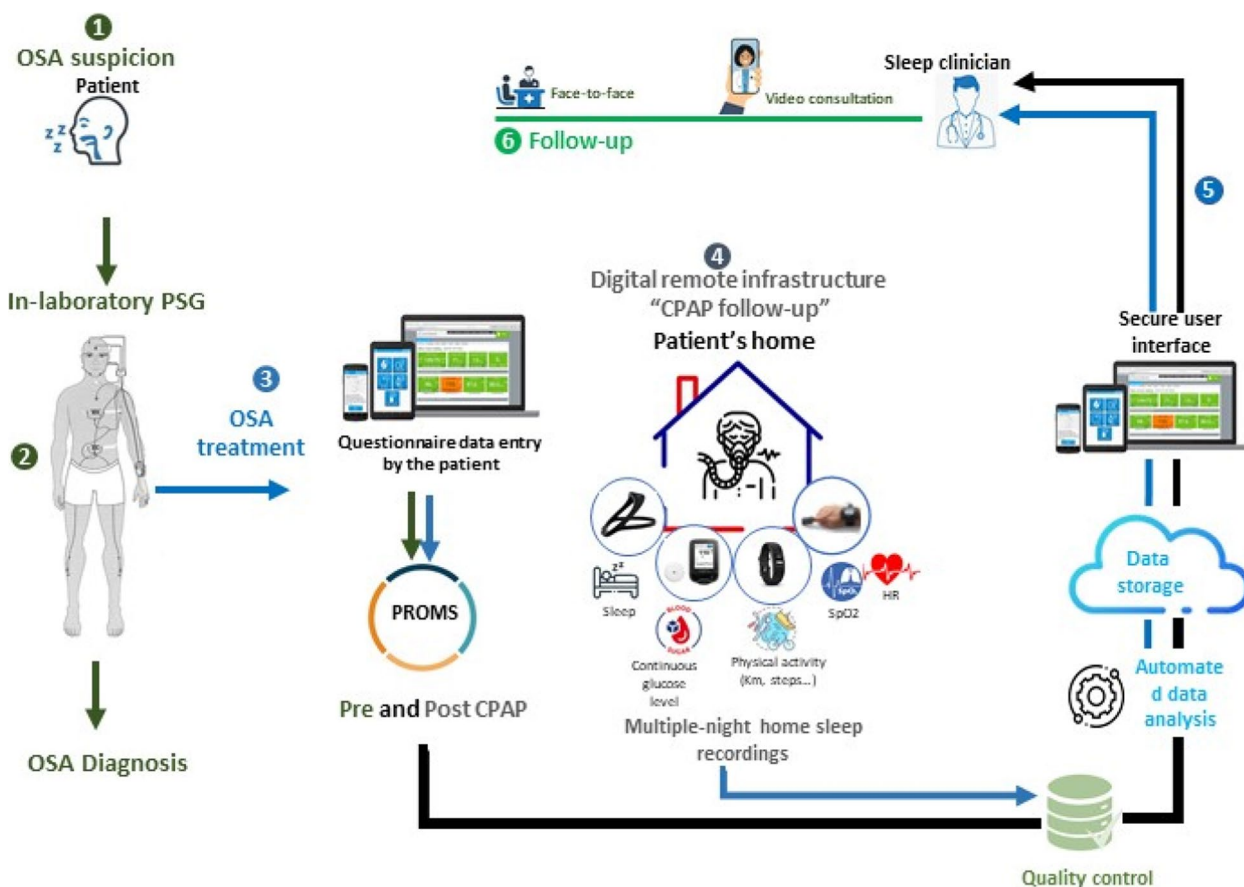 1
OSA suspicion
Patient
z z z
In-laboratory PSG
2
OSA Diagnosis
3
OSA
treatment
Questionnaire data entry
by the patient
PROMS
Pre and Post CPAP
4
Digital remote infrastructure
“CPAP follow-up”
Patient's home
zz
Sleep
BLOOD
SUGAR
Continuous
glucose
level
Physical activity
(Km, steps...)
SpO2
HR
Multiple-night home sleep
recordings
Quality control
Automate
d data
analysis
Data
storage
Secure user
interface
5
Sleep clinician
Face-to-face
Video consultation
6 Follow-up